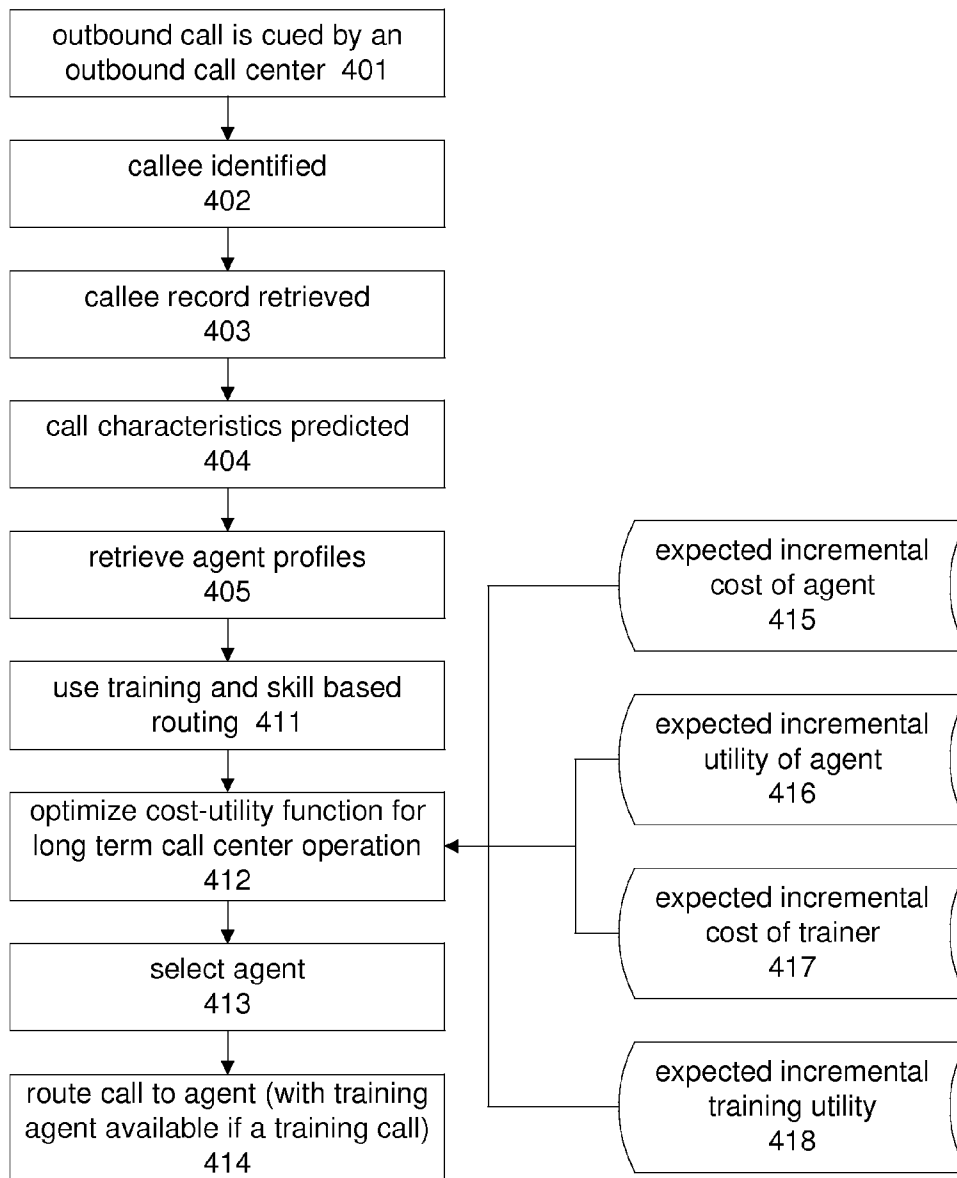 outbound call is cued by an
outbound call center 401
callee identified
402
callee record retrieved
403
call characteristics predicted
404
retrieve agent profiles
405
use training and skill based
routing 411
optimize cost-utility function for
long term call center operation
412
select agent
413
route call to agent (with training
agent available if a training call)
414
expected incremental
cost of agent
415
expected incremental
utility of agent
416
expected incremental
cost of trainer
417
expected incremental
training utility
418